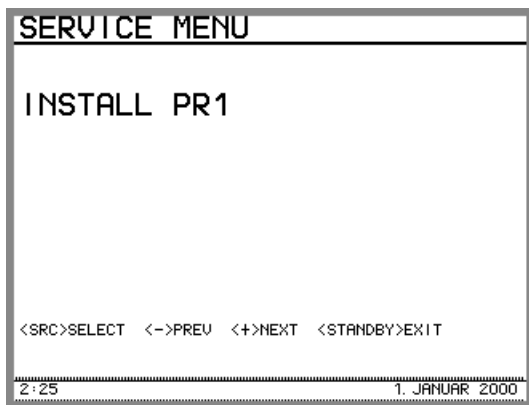 SERVICE MENU
INSTALL PR1
<SRC>SELECT <->PREV <+>NEXT <STANDBY>EXIT
2:25 1. JANUAR 2000